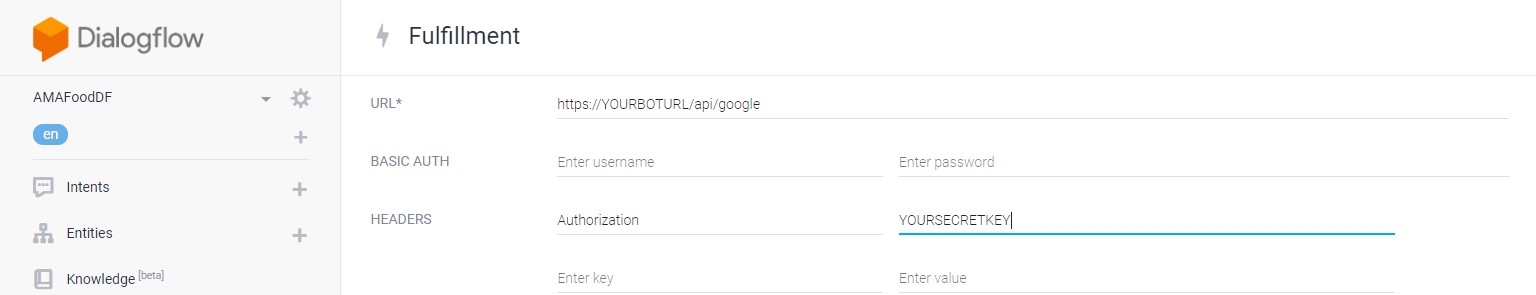 Dialogflow
Fulfillment
AMAFoodDF
en
Intents
Entities
Knowledge [beta]
URL* https://YOURBOTURL/api/google
BASIC AUTH Enter username Enter password
HEADERS Authorization YOURSECRETKEY
Enter key Enter value